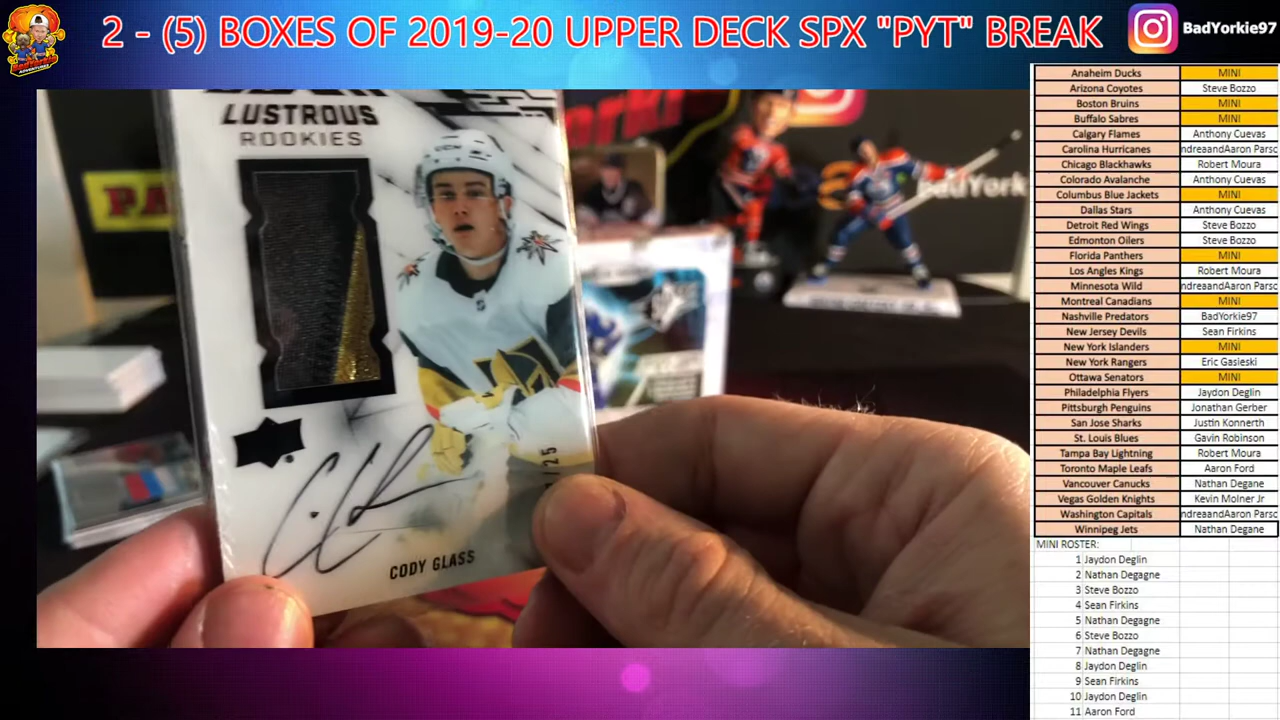 2 - (5) BOXES OF 2019-20 UPPER DECK SPX "PYT" BREAK
BadYorkie97
LUSTROUS
ROOKIES
CODY GLASS
Anaheim Ducks MINI
Arizona Coyotes Steve Bozzo
Boston Bruins MINI
Buffalo Sabres MINI
Calgary Flames Anthony Cuevas
Carolina Hurricanes ndreaandAaron Parsc
Chicago Blackhawks Robert Moura
Colorado Avalanche Anthony Cuevas
Columbus Blue Jackets MINI
Dallas Stars Anthony Cuevas
Detroit Red Wings Steve Bozzo
Edmonton Oilers Steve Bozzo
Florida Panthers MINI
Los Angeles Kings Robert Moura
Minnesota Wild ndreaandAaron Parsc
Montreal Canadians MINI
Nashville Predators BadYorkie97
New Jersey Devils Sean Firkins
New York Islanders MINI
New York Rangers Eric Gasieski
Ottawa Senators MINI
Philadelphia Flyers Jaydon Deglin
Pittsburgh Penguins Jonathan Gerber
San Jose Sharks Justin Konnerth
St. Louis Blues Gavin Robinson
Tampa Bay Lightning Robert Moura
Toronto Maple Leafs Aaron Ford
Vancouver Canucks Nathan Degane
Vegas Golden Knights Kevin Molner Jr
Washington Capitals ndreaandAaron Parsc
Winnipeg Jets Nathan Degane
MINI ROSTER:
1 Jaydon Deglin
2 Nathan Degagne
3 Steve Bozzo
4 Sean Firkins
5 Nathan Degagne
6 Steve Bozzo
7 Nathan Degagne
8 Jaydon Deglin
9 Sean Firkins
10 Jaydon Deglin
11 Aaron Ford